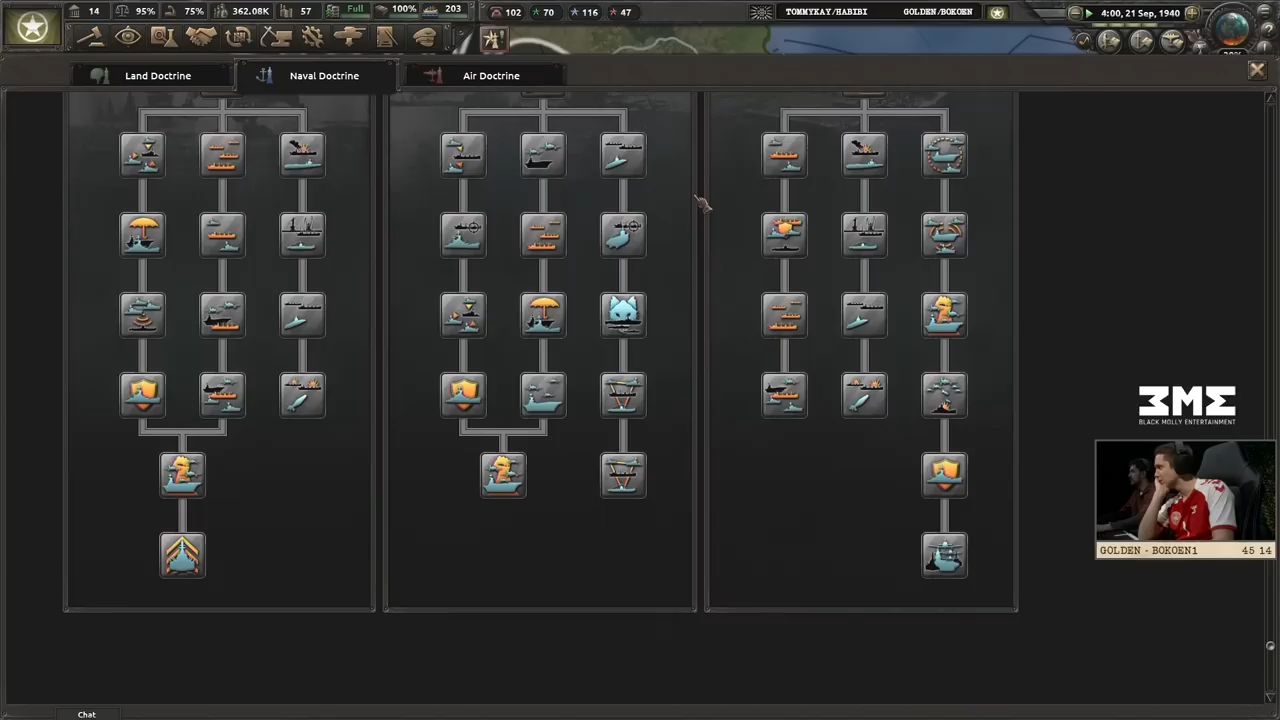 14 95% 75% 362.08K 57 Full 100% 203 102 70 116 47 TOMMYKAY/HABIBI GOLDEN/BOKOEN 4:00, 21 Sep, 1940
Land Doctrine Naval Doctrine Air Doctrine
BLACK MOLLY ENTERTAINMENT
GOLDEN - BOKOEN1 45 14
Chat